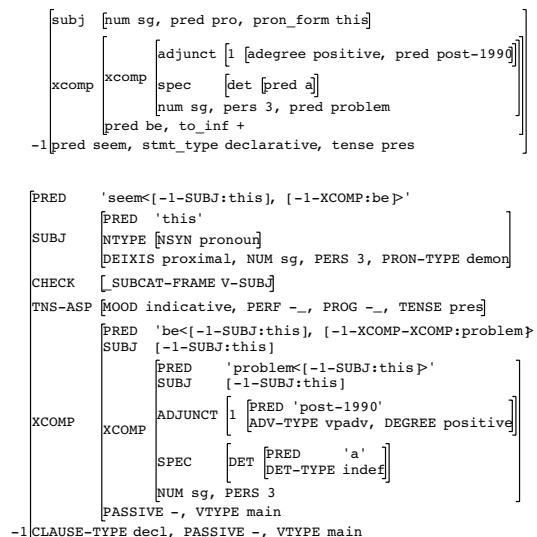 subj [num sg, pred pro, pron_form this]
adjunct [1 [adegree positive, pred post-1990]]
xcomp xcomp spec [det [pred a]]
num sg, pers 3, pred problem
pred be, to_inf +
-1 pred seem, stmt_type declarative, tense pres
PRED 'seem<[-1-SUBJ:this], [-1-XCOMP:be]>'
PRED 'this'
SUBJ NTYPE [NSYN pronoun]
DEIXIS proximal, NUM sg, PERS 3, PRON-TYPE demon
CHECK [_SUBCAT-FRAME V-SUBJ]
TNS-ASP [MOOD indicative, PERF -_, PROG -_, TENSE pres]
PRED 'be<[-1-SUBJ:this], [-1-XCOMP-XCOMP:problem]>
SUBJ [-1-SUBJ:this]
PRED 'problem<[-1-SUBJ:this]>'
SUBJ [-1-SUBJ:this]
ADJUNCT [1 [PRED 'post-1990'
ADV-TYPE vpadv, DEGREE positive]]
XCOMP XCOMP
SPEC [DET [PRED 'a'
DET-TYPE indef]]
NUM sg, PERS 3
PASSIVE -, VTYPE main
-1 CLAUSE-TYPE decl, PASSIVE -, VTYPE main